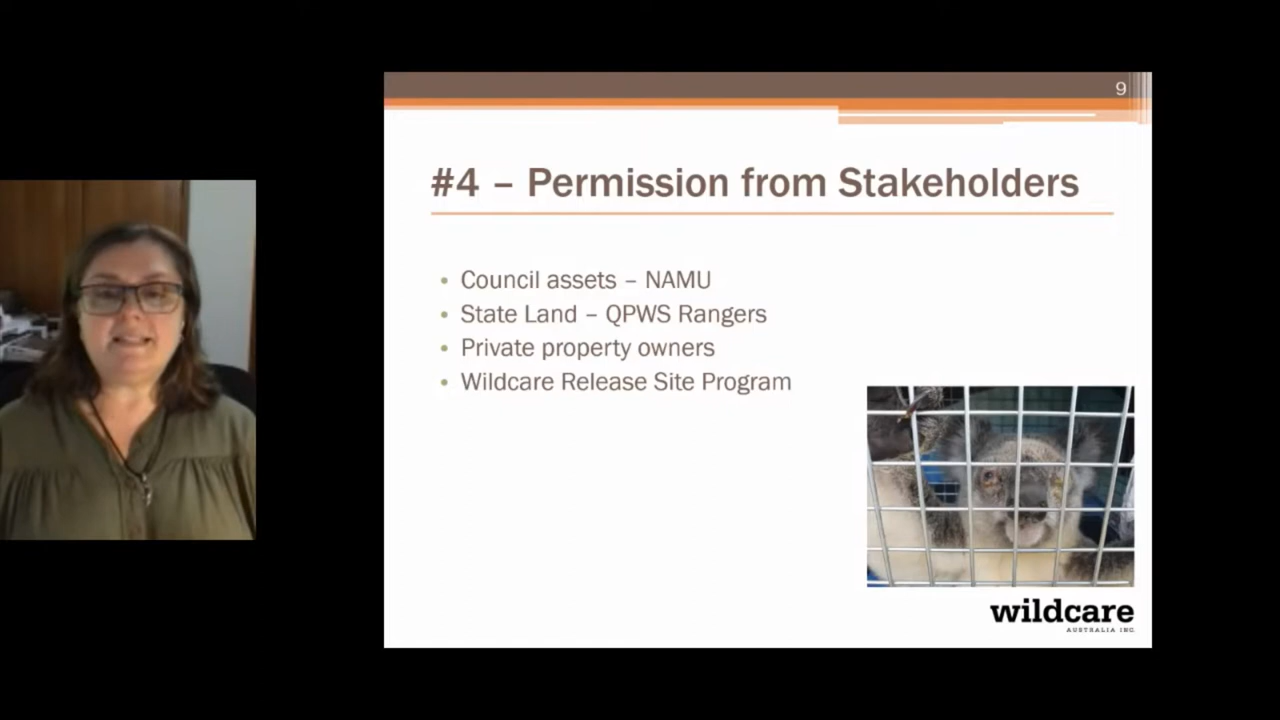 9
#4 – Permission from Stakeholders
• Council assets – NAMU
• State Land – QPWS Rangers
• Private property owners
• Wildcare Release Site Program
wildcare
AUSTRALIA INC.